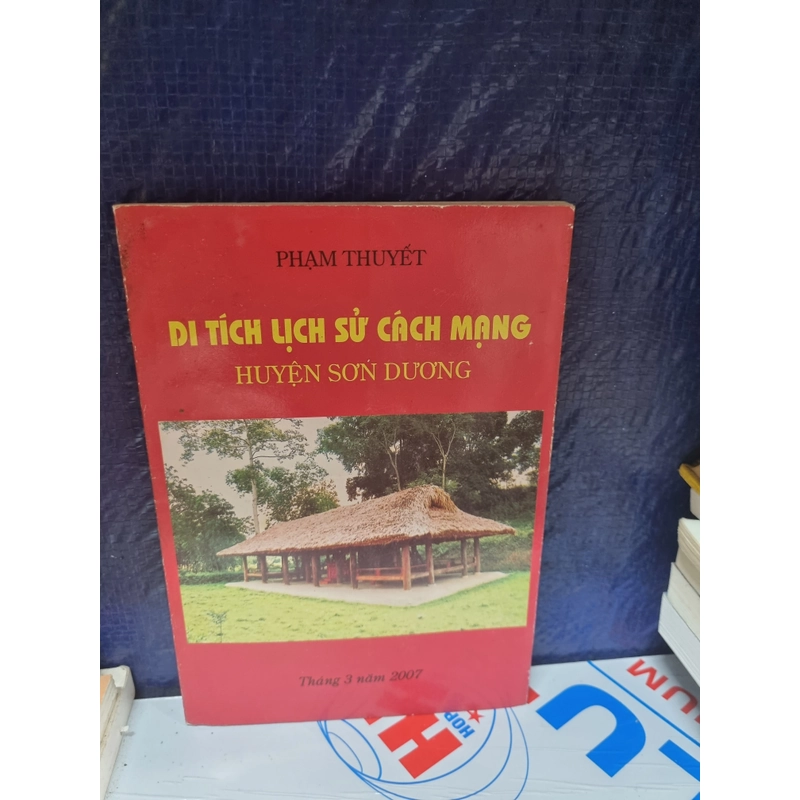 PHẠM THUYẾT
DI TÍCH LỊCH SỬ CÁCH MẠNG
HUYỆN SƠN DƯƠNG
Tháng 3 năm 2007